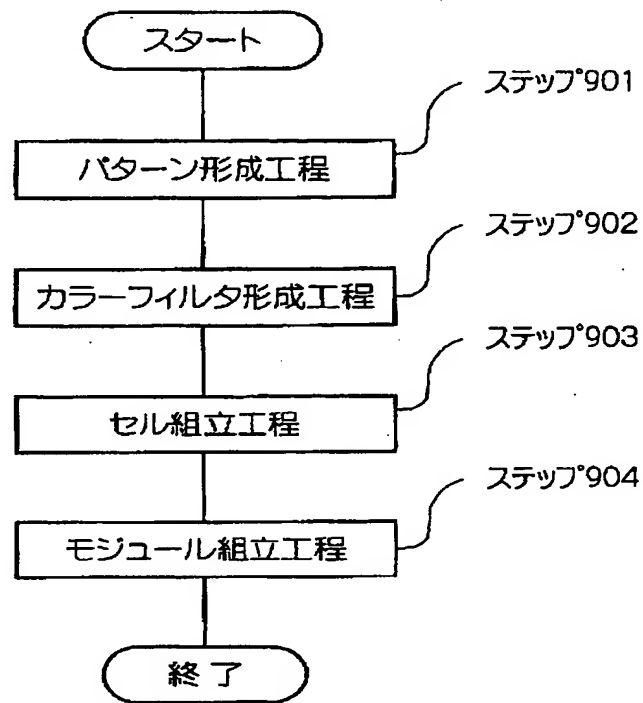 スタート
ステップ901
パターン形成工程
ステップ902
カラーフィルタ形成工程
ステップ903
セル組立工程
ステップ904
モジュール組立工程
終了